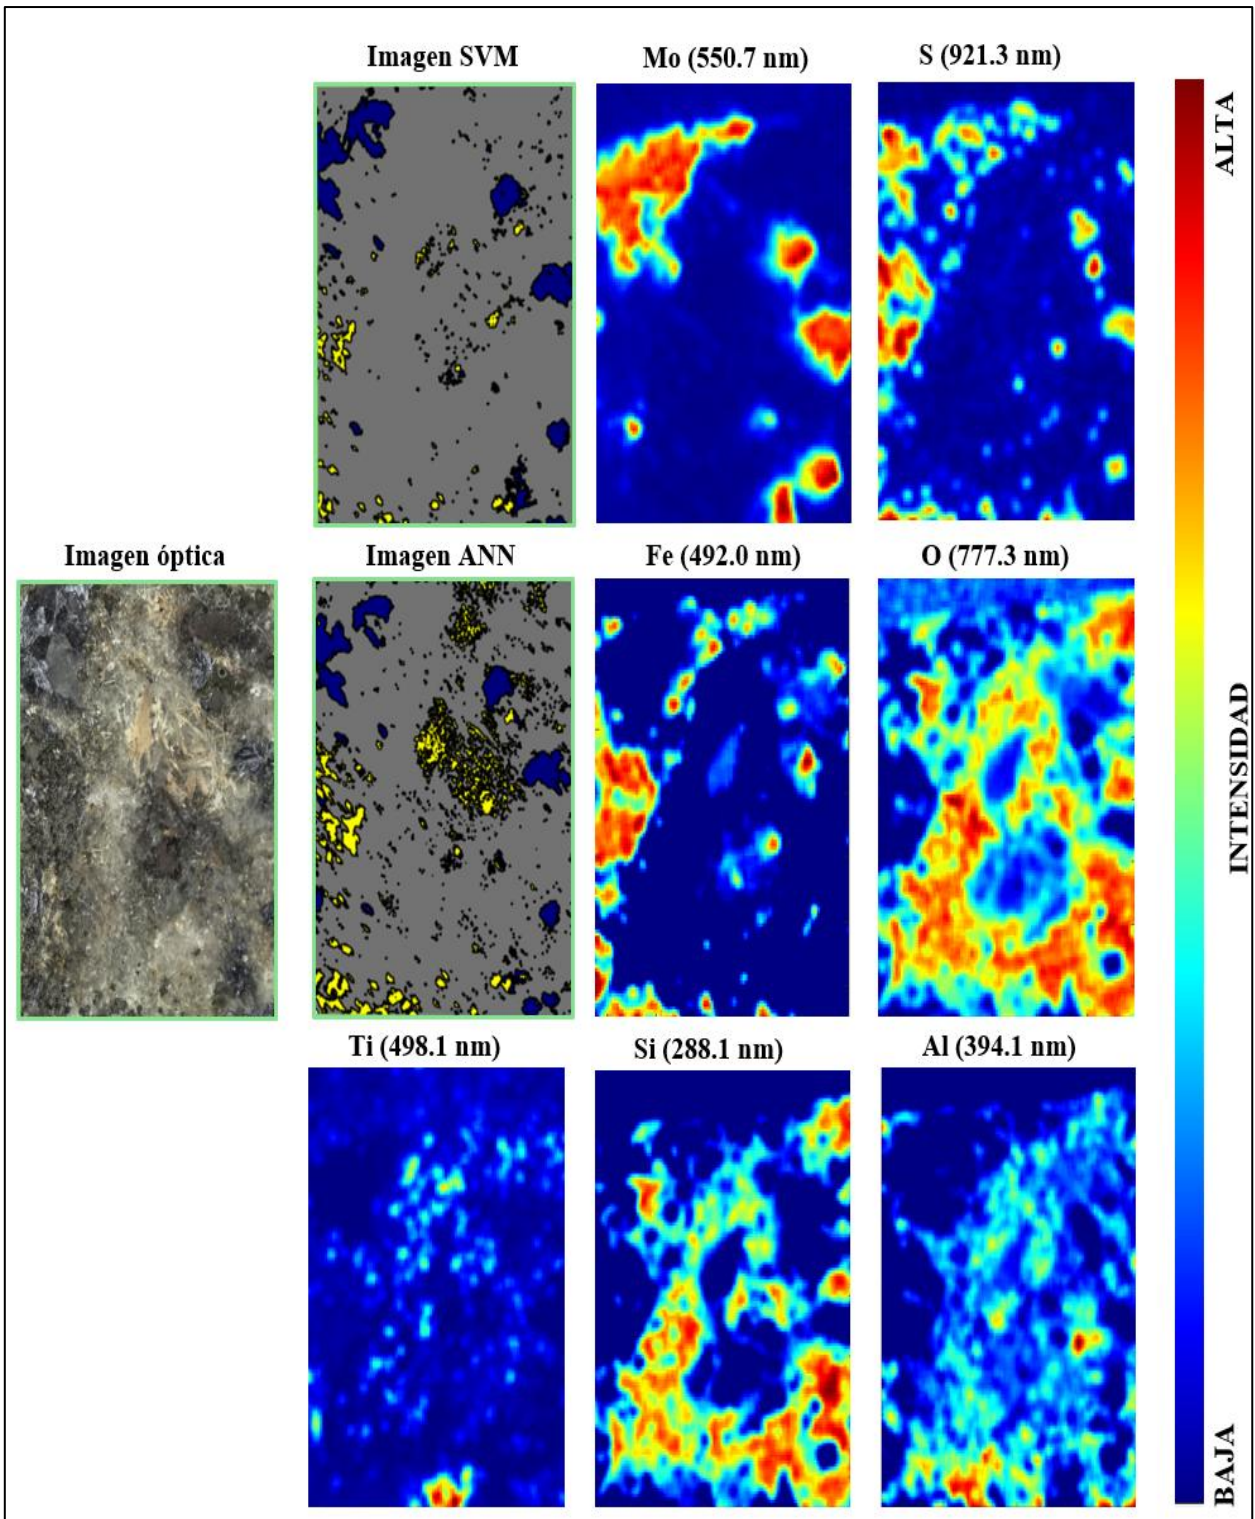 Imagen SVM
Mo (550.7 nm)
S (921.3 nm)
Imagen óptica
Imagen ANN
Fe (492.0 nm)
O (777.3 nm)
Ti (498.1 nm)
Si (288.1 nm)
Al (394.1 nm)
ALTA
INTENSIDAD
BAJA